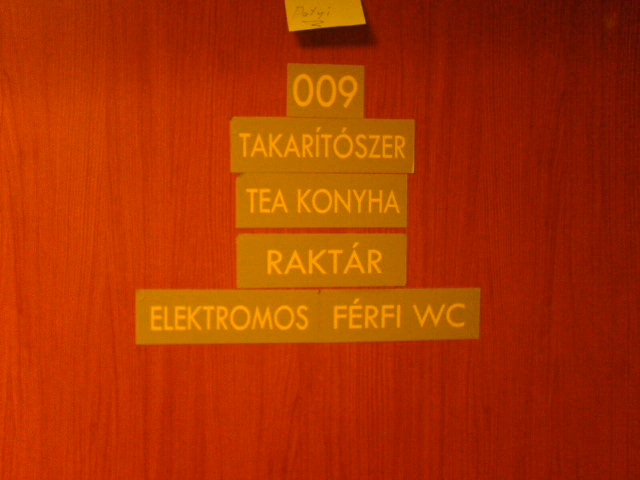 009
TAKARÍTÓSZER
TEA KONYHA
RAKTÁR
ELEKTROMOS FÉRFI WC